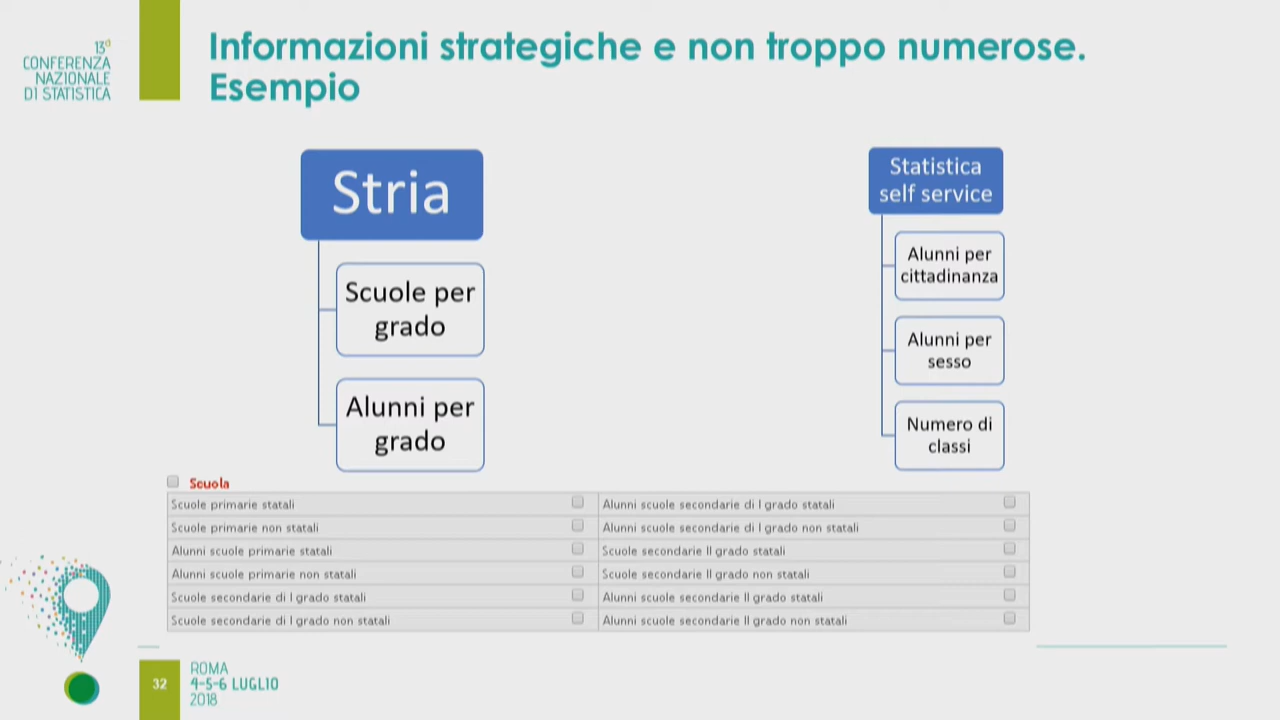 13a
CONFERENZA
NAZIONALE
DI STATISTICA
Informazioni strategiche e non troppo numerose.
Esempio
Stria
Scuole per
grado
Alunni per
grado
Statistica
self service
Alunni per
cittadinanza
Alunni per
sesso
Numero di
classi
Scuola
Scuole primarie statali
Alunni scuole secondarie di I grado statali
Scuole primarie non statali
Alunni scuole secondarie di I grado non statali
Alunni scuole primarie statali
Scuole secondarie II grado statali
Alunni scuole primarie non statali
Scuole secondarie II grado non statali
Scuole secondarie di I grado statali
Alunni scuole secondarie II grado statali
Scuole secondarie di I grado non statali
Alunni scuole secondarie II grado non statali
32
ROMA
4-5-6 LUGLIO
2018